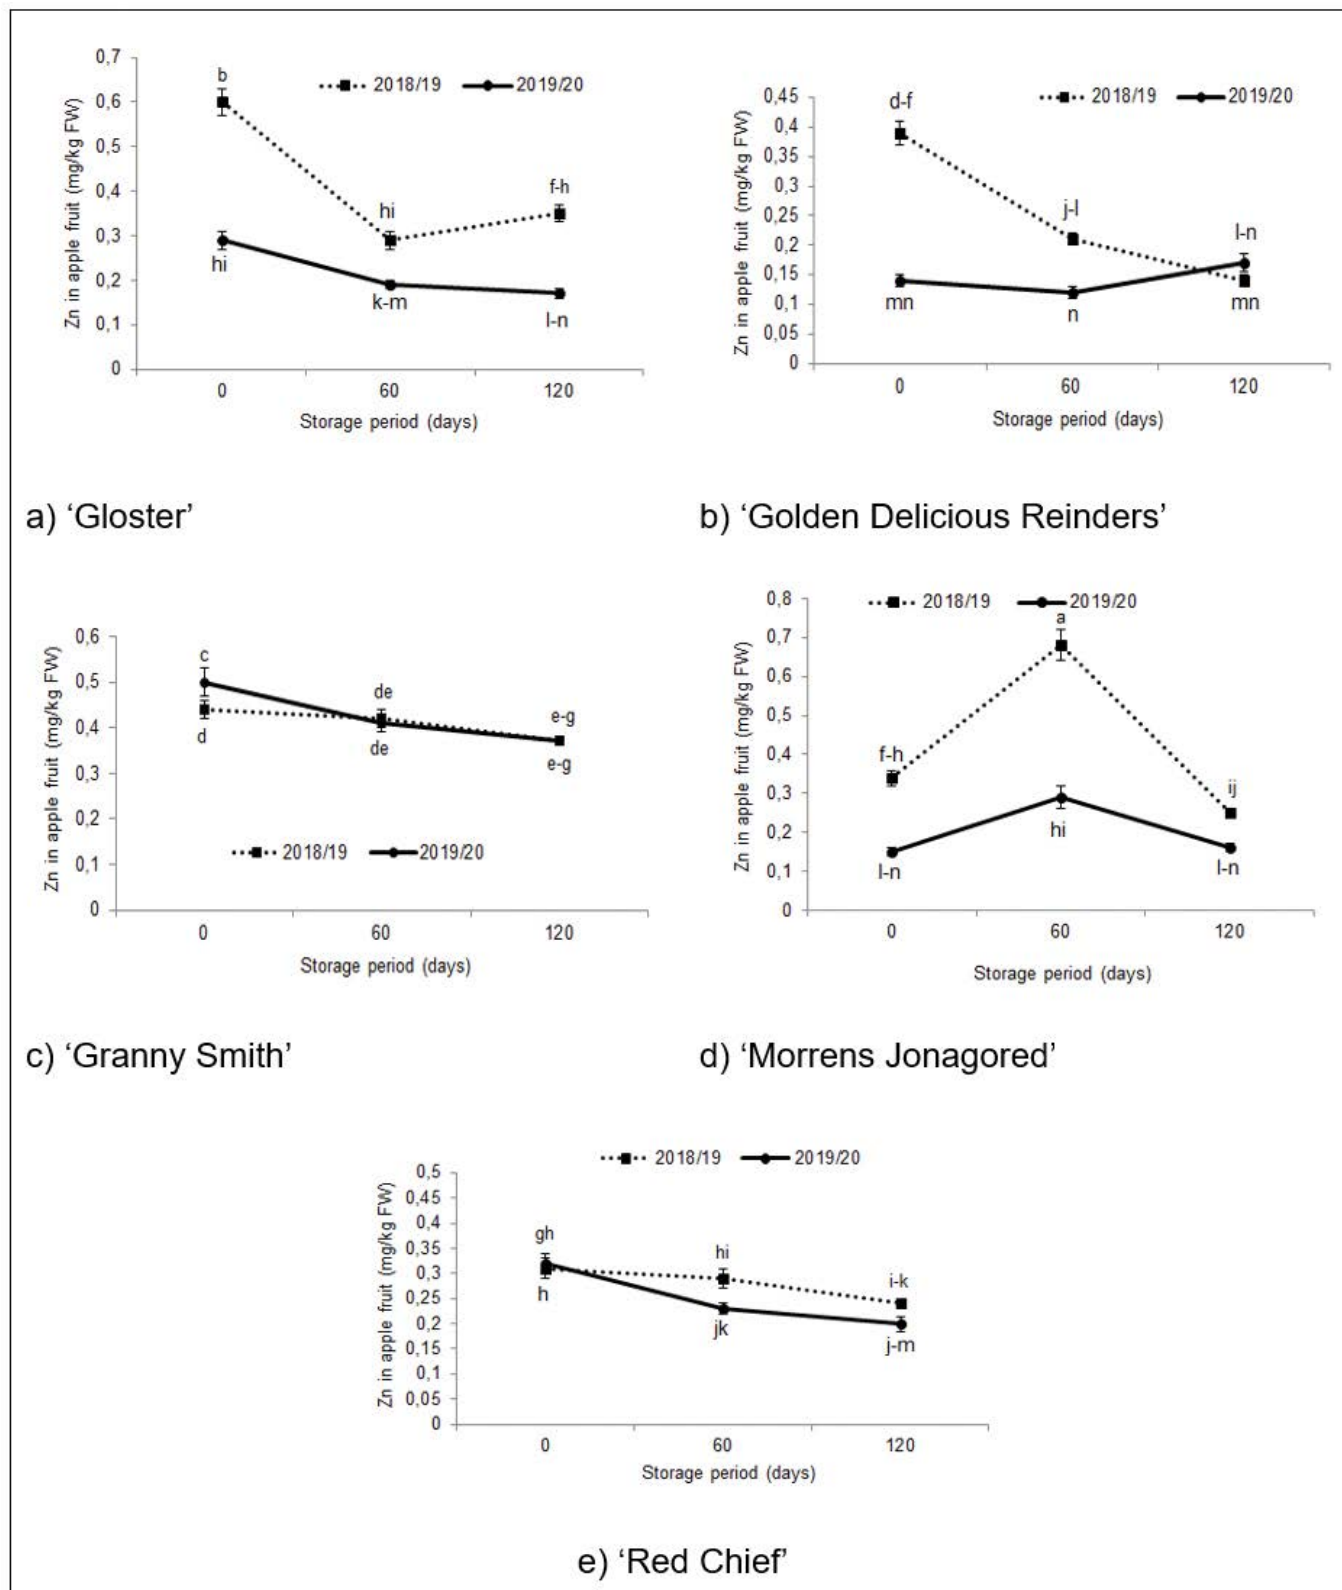 0,7
0,6
0,5
0,4
0,3
0,2
0,1
0
Zn in apple fruit (mg/kg FW)
2018/19 2019/20
b
hi
f-h
hi
k-m
l-n
0 60 120
Storage period (days)
a) ‘Gloster’
0,45
0,4
0,35
0,3
0,25
0,2
0,15
0,1
0,05
0
Zn in apple fruit (mg/kg FW)
2018/19 2019/20
d-f
j-l
l-n
mn
n
mn
0 60 120
Storage period (days)
b) ‘Golden Delicious Reinders’
0,6
0,5
0,4
0,3
0,2
0,1
0
Zn in apple fruit (mg/kg FW)
c
de
e-g
d
de
e-g
2018/19 2019/20
0 60 120
Storage period (days)
c) ‘Granny Smith’
0,8
0,7
0,6
0,5
0,4
0,3
0,2
0,1
0
Zn in apple fruit (mg/kg FW)
2018/19 2019/20
a
f-h
ij
hi
l-n
l-n
0 60 120
Storage period (days)
d) ‘Morrens Jonagored’
2018/19 2019/20
0,5
0,45
0,4
0,35
0,3
0,25
0,2
0,15
0,1
0,05
0
Zn in apple fruit (mg/kg FW)
gh
hi
i-k
h
jk
j-m
0 60 120
Storage period (days)
e) ‘Red Chief’